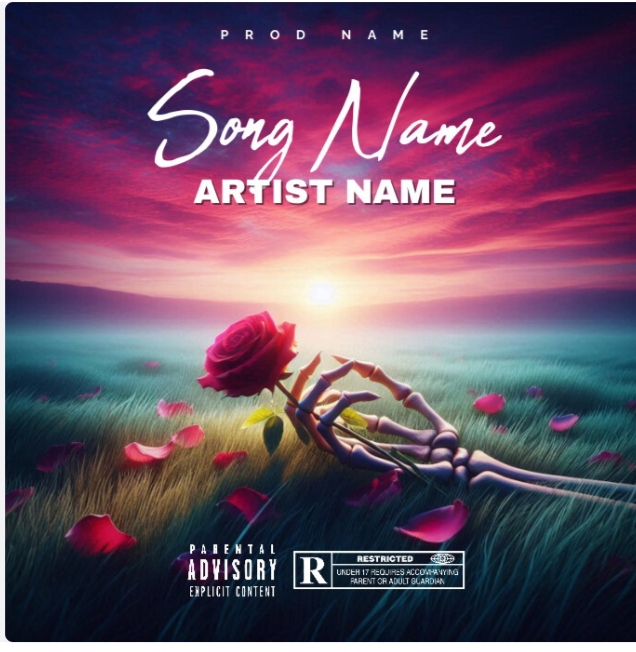 PROD NAME
Song Name
ARTIST NAME
PARENTAL
ADVISORY
EXPLICIT CONTENT
R
RESTRICTED
UNDER 17 REQUIRES ACCOMPANYING
PARENT OR ADULT GUARDIAN